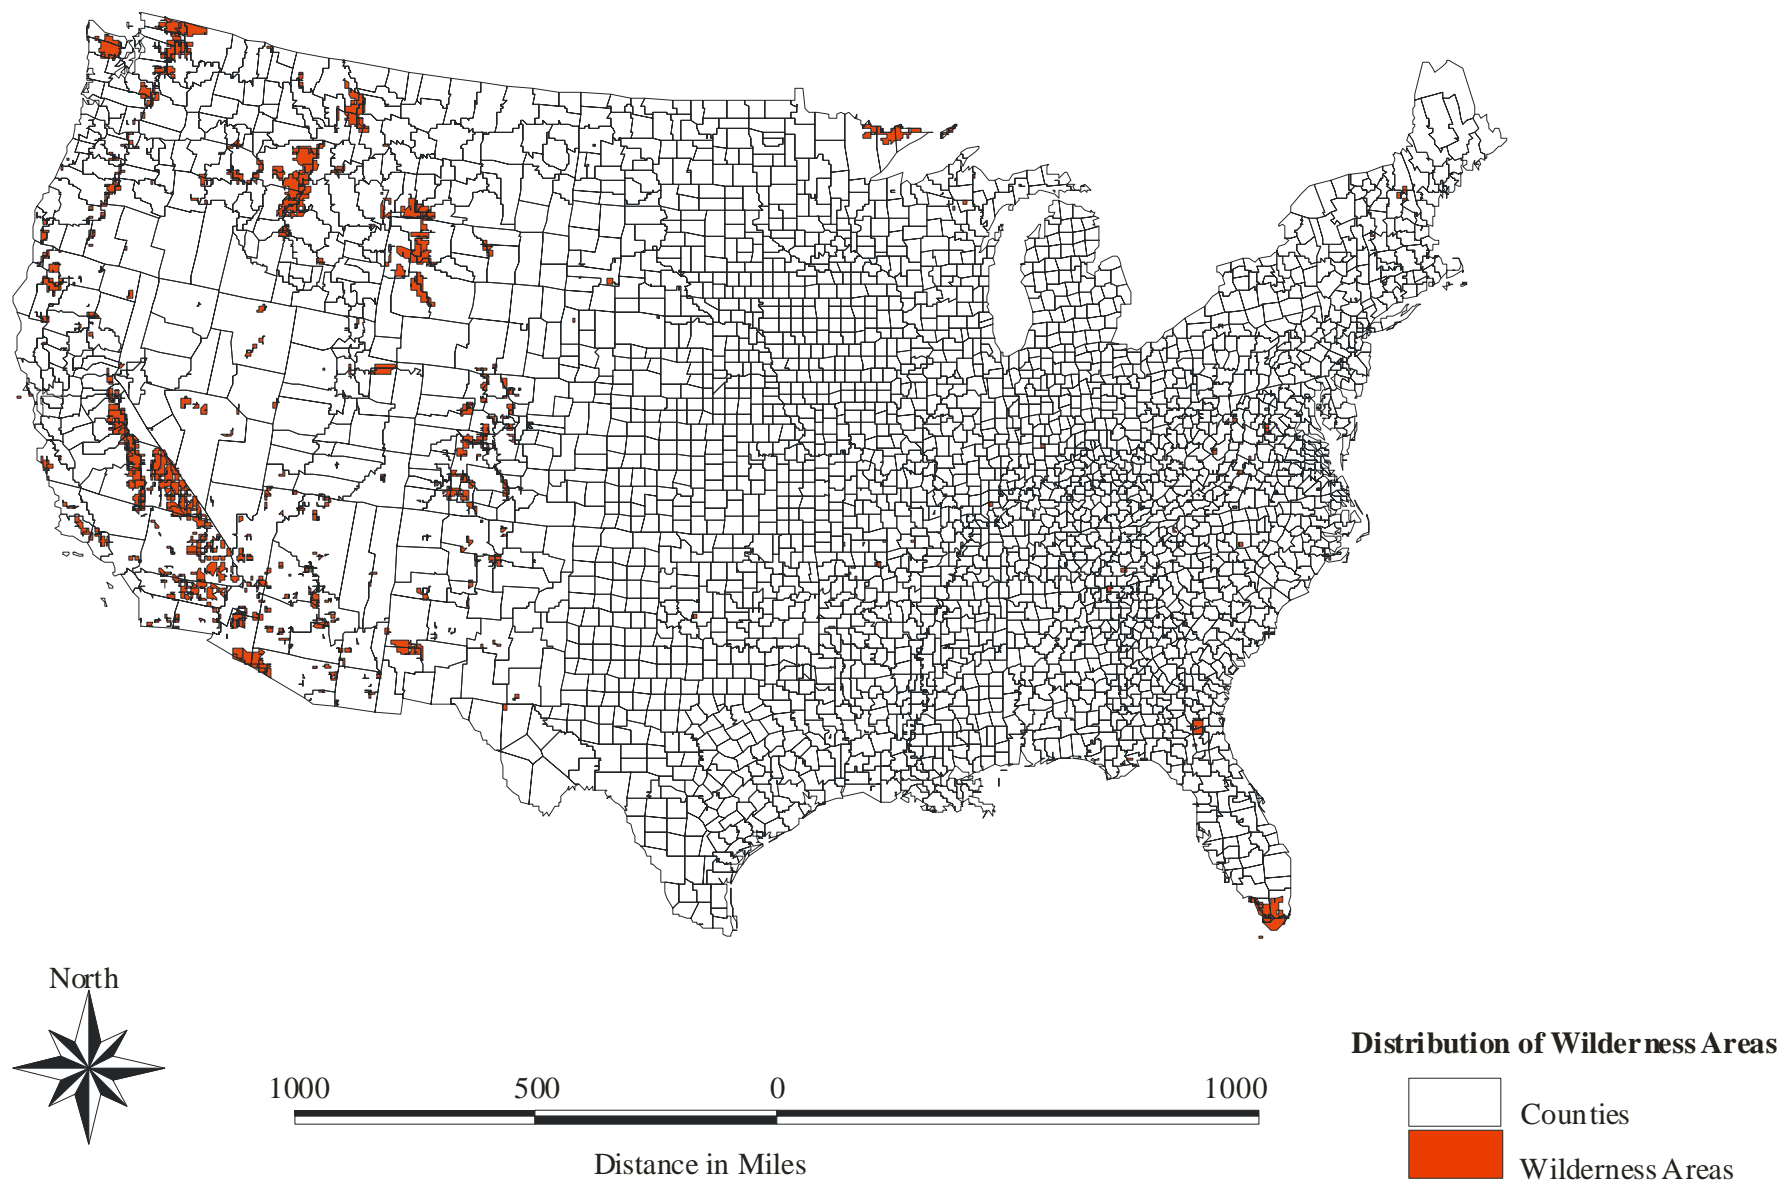 North
1000 500 0 1000
Distance in Miles
Distribution of Wilderness Areas
Counties
Wilderness Areas